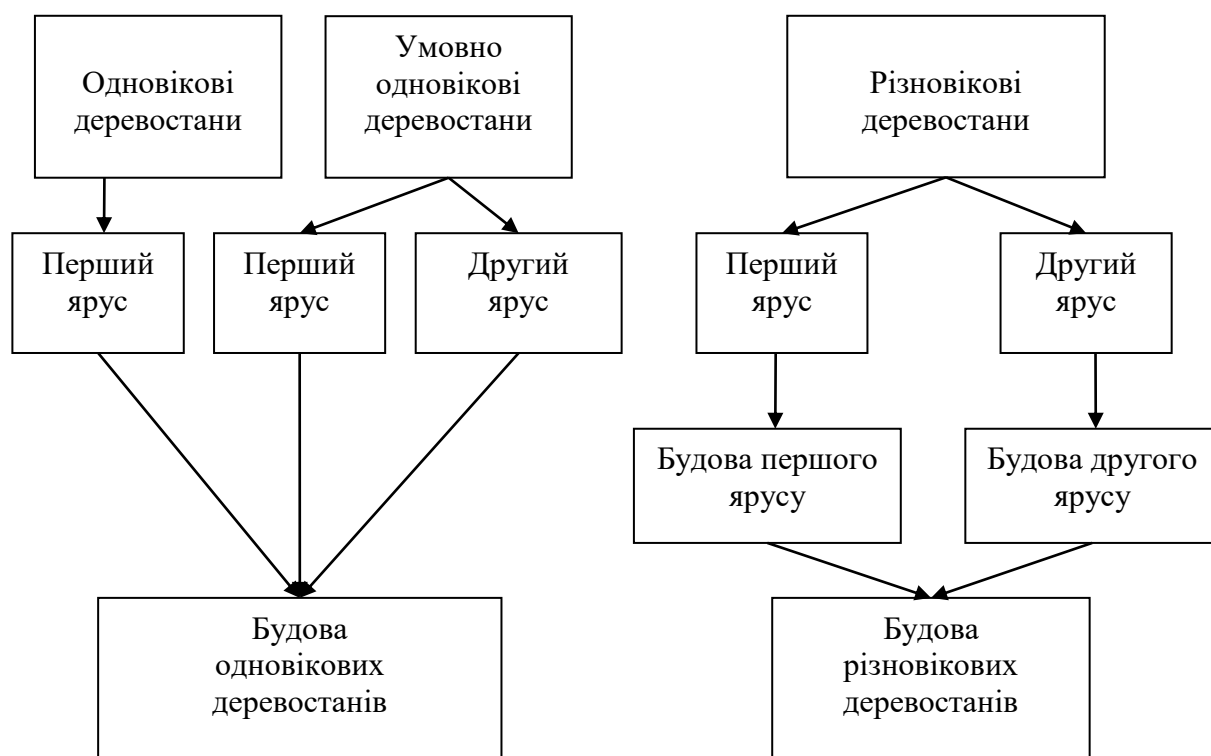 Одновікові
деревостани
Умовно
одновікові
деревостани
Різновікові
деревостани
Перший
ярус
Перший
ярус
Другий
ярус
Перший
ярус
Другий
ярус
Будова першого
ярусу
Будова другого
ярусу
Будова
одновікових
деревостанів
Будова
різновікових
деревостанів